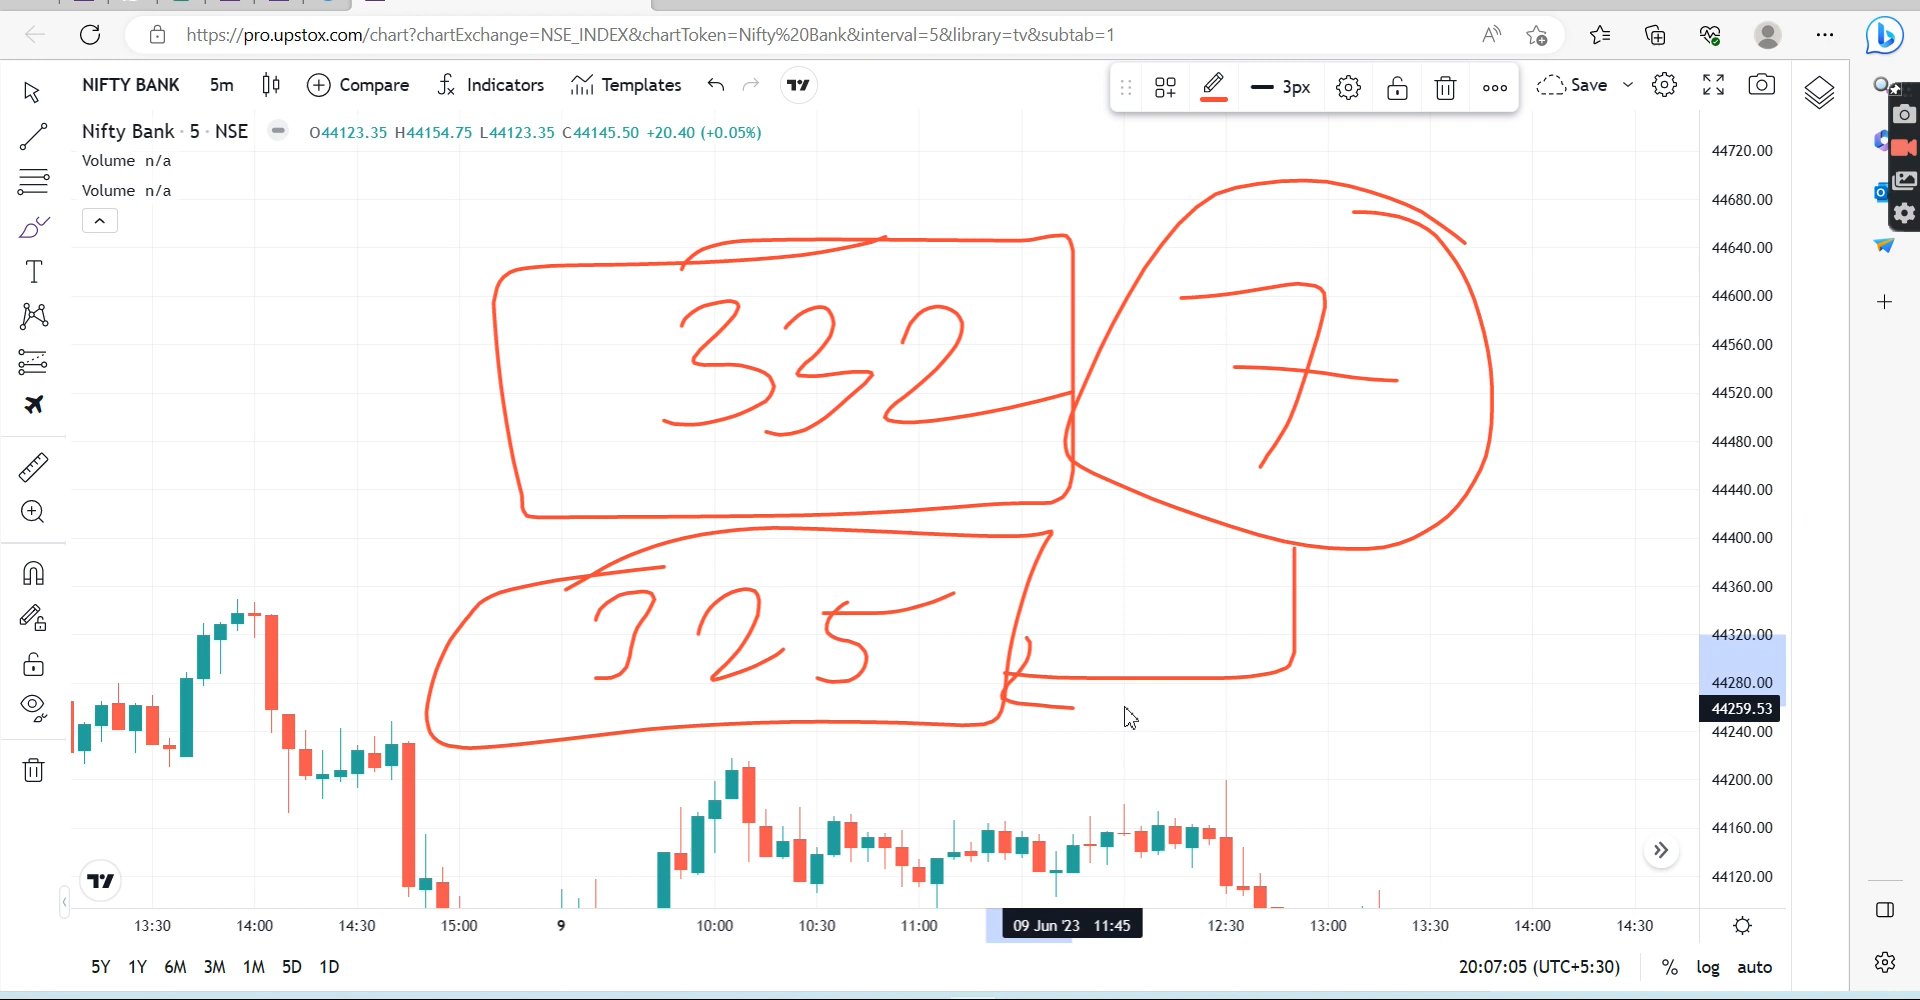 https://pro.upstox.com/chart?chartExchange=NSE_INDEX&chartToken=Nifty%20Bank&interval=5&library=tv&subtab=1
NIFTY BANK 5m Compare Indicators Templates 3px Save
Nifty Bank · 5 · NSE O44123.35 H44154.75 L44123.35 C44145.50 +20.40 (+0.05%)
Volume n/a
Volume n/a
332
7
325
44720.00
44680.00
44640.00
44600.00
44560.00
44520.00
44480.00
44440.00
44400.00
44360.00
44320.00
44280.00
44259.53
44240.00
44200.00
44160.00
44120.00
13:30 14:00 14:30 15:00 9 10:00 10:30 11:00 09 Jun '23 11:45 12:30 13:00 13:30 14:00 14:30
5Y 1Y 6M 3M 1M 5D 1D 20:07:05 (UTC+5:30) % log auto